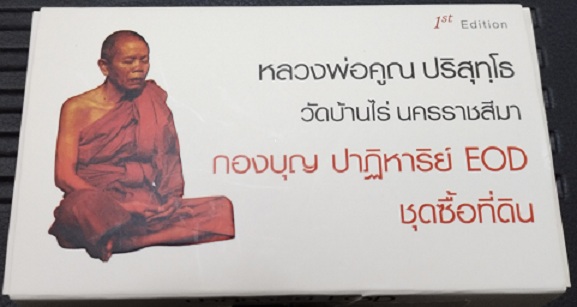 1st Edition
หลวงพ่อคูณ ปริสุทฺโธ
วัดบ้านไร่ นครราชสีมา
กองบุญ ปาฏิหาริย์ EOD
ชุดซื้อที่ดิน